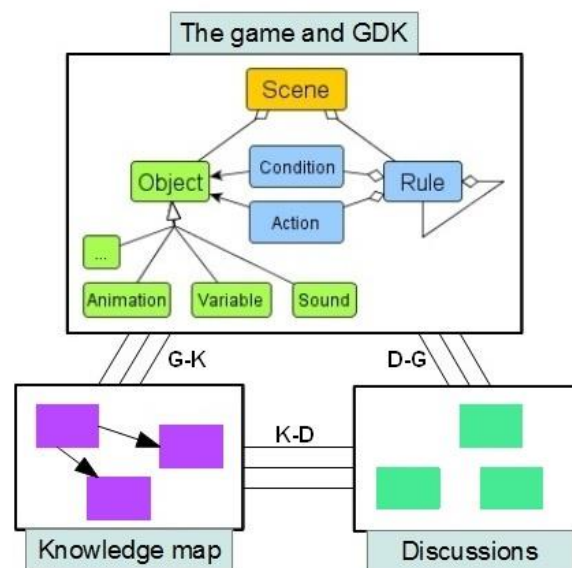 The game and GDK
Scene
Object
Condition
Rule
Action
...
Animation
Variable
Sound
G-K
D-G
K-D
Knowledge map
Discussions